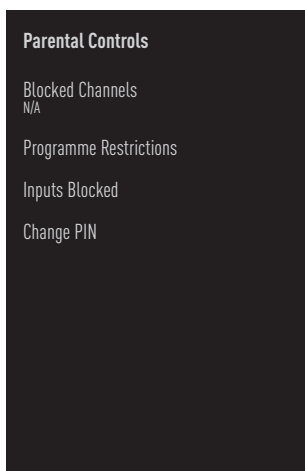 Parental Controls
Blocked Channels
N/A
Programme Restrictions
Inputs Blocked
Change PIN